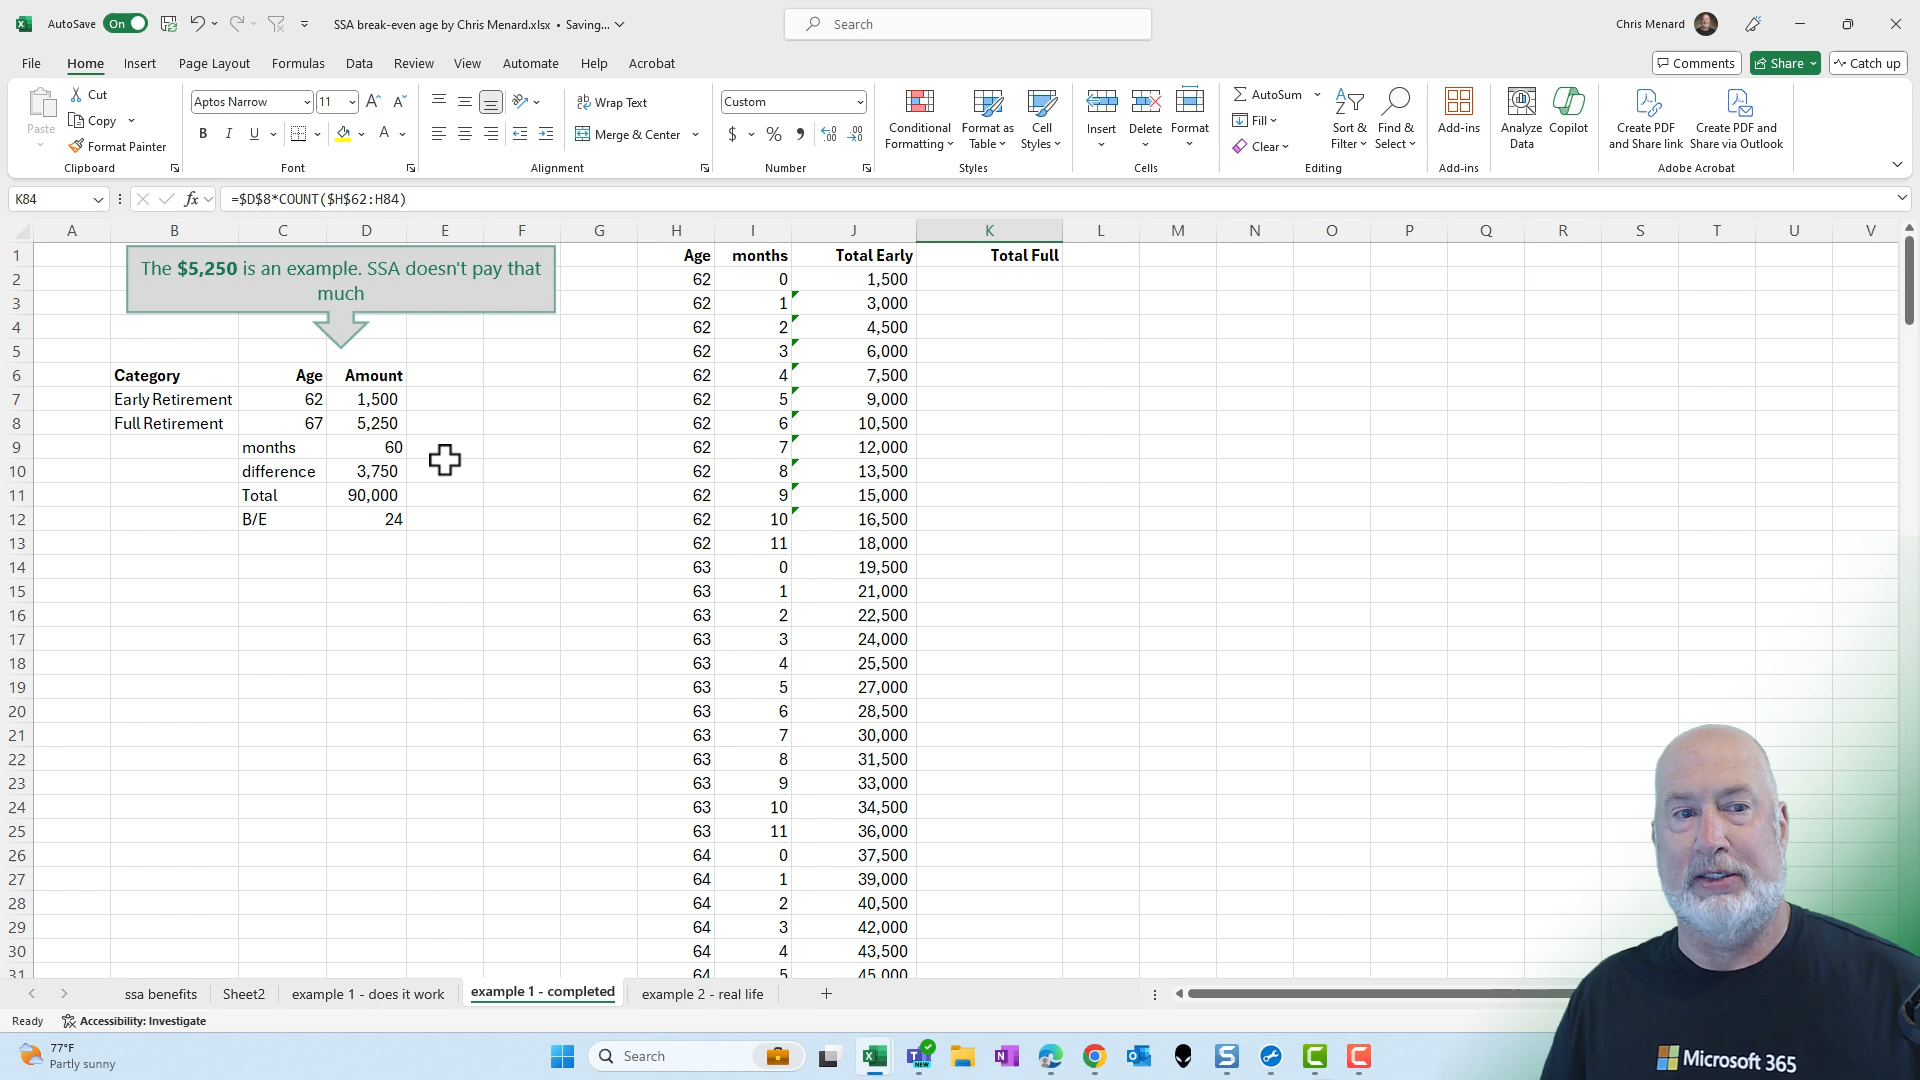 AutoSave On SSA break-even age by Chris Menard.xlsx • Saving... Search Chris Menard
File Home Insert Page Layout Formulas Data Review View Automate Help Acrobat Comments Share Catch up
Paste Cut Copy Format Painter Clipboard
Aptos Narrow 11 B I U Font
Wrap Text Merge & Center Alignment
Custom $ % Number
Conditional Formatting Format as Table Cell Styles Styles
Insert Delete Format Cells
AutoSum Fill Clear Sort & Filter Find & Select Editing
Add-ins Add-ins
Analyze Data Copilot
Create PDF and Share link Create PDF and Share via Outlook Adobe Acrobat
K84 fx =$D$8*COUNT($H$62:H84)
A B C D E F G H I J K L M N O P Q R S T U V
The $5,250 is an example. SSA doesn't pay that
much
1 Age months Total Early Total Full
2 62 0 1,500
3 62 1 3,000
4 62 2 4,500
5 62 3 6,000
6 Category Age Amount 62 4 7,500
7 Early Retirement 62 1,500 62 5 9,000
8 Full Retirement 67 5,250 62 6 10,500
9 months 60 62 7 12,000
10 difference 3,750 62 8 13,500
11 Total 90,000 62 9 15,000
12 B/E 24 62 10 16,500
13 62 11 18,000
14 63 0 19,500
15 63 1 21,000
16 63 2 22,500
17 63 3 24,000
18 63 4 25,500
19 63 5 27,000
20 63 6 28,500
21 63 7 30,000
22 63 8 31,500
23 63 9 33,000
24 63 10 34,500
25 63 11 36,000
26 64 0 37,500
27 64 1 39,000
28 64 2 40,500
29 64 3 42,000
30 64 4 43,500
31 64 5 45,000
ssa benefits Sheet2 example 1 - does it work example 1 - completed example 2 - real life
Ready Accessibility: Investigate
77°F
Partly sunny
Search
NEW
Microsoft 365